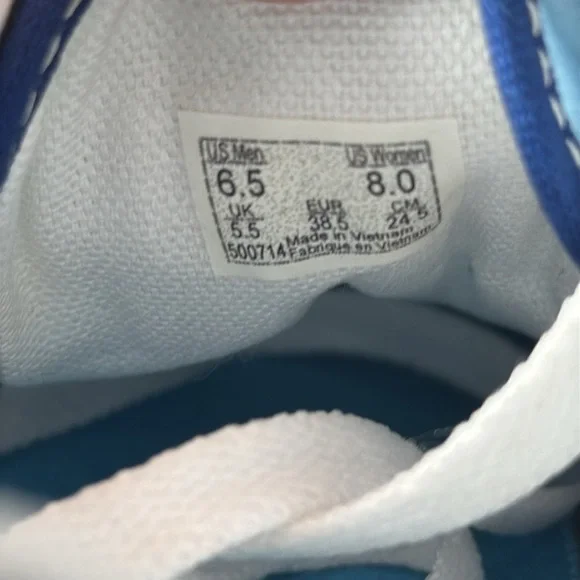 US Men US Women
6.5 8.0
UK EUR CM
5.5 38.5 24.5
Made in Vietnam
500714 Fabriqué en Vietnam